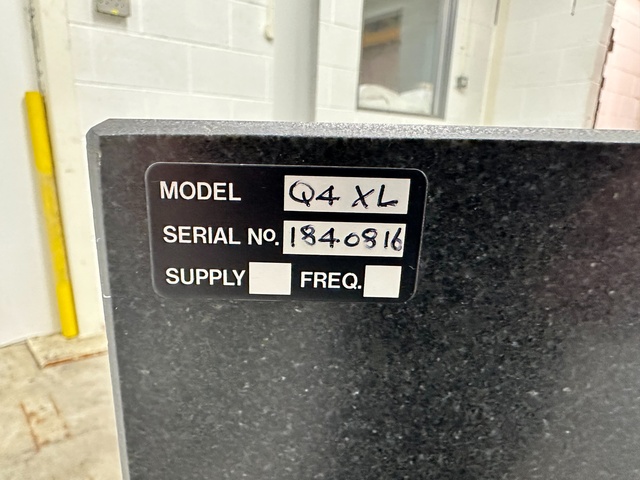 MODEL Q4 XL
SERIAL No. 1840816
SUPPLY FREQ.